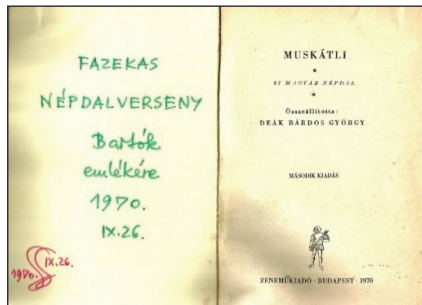 FAZEKAS
NÉPDALVERSENY
Bartók
emlékére
1970.
IX.26.
1970. IX.26.
MUSKÁTLI
MAGYAR NÉPDAL
Összeállította:
DEÁK BÁRDOS GYÖRGY
MÁSODIK KIADÁS
ZENEMŰKIADÓ · BUDAPEST · 1970